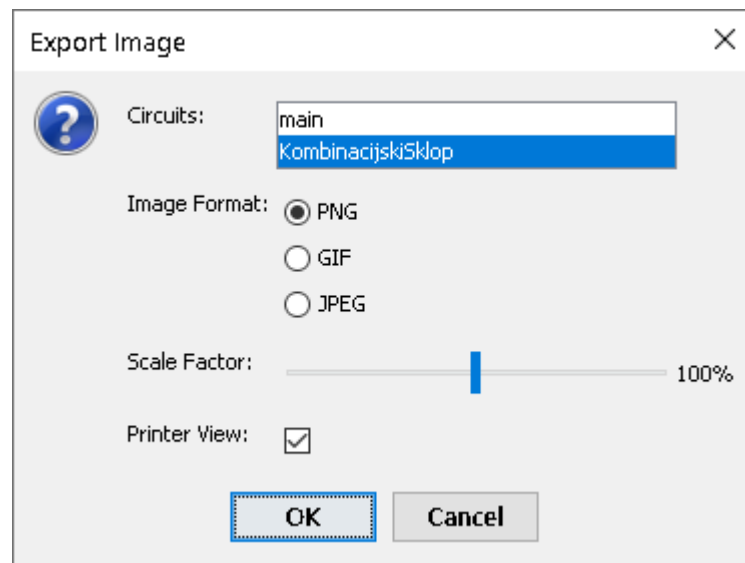 Export Image
Circuits:
main
KombinacijskiSklop
Image Format:
PNG
GIF
JPEG
Scale Factor:
100%
Printer View:
OK
Cancel